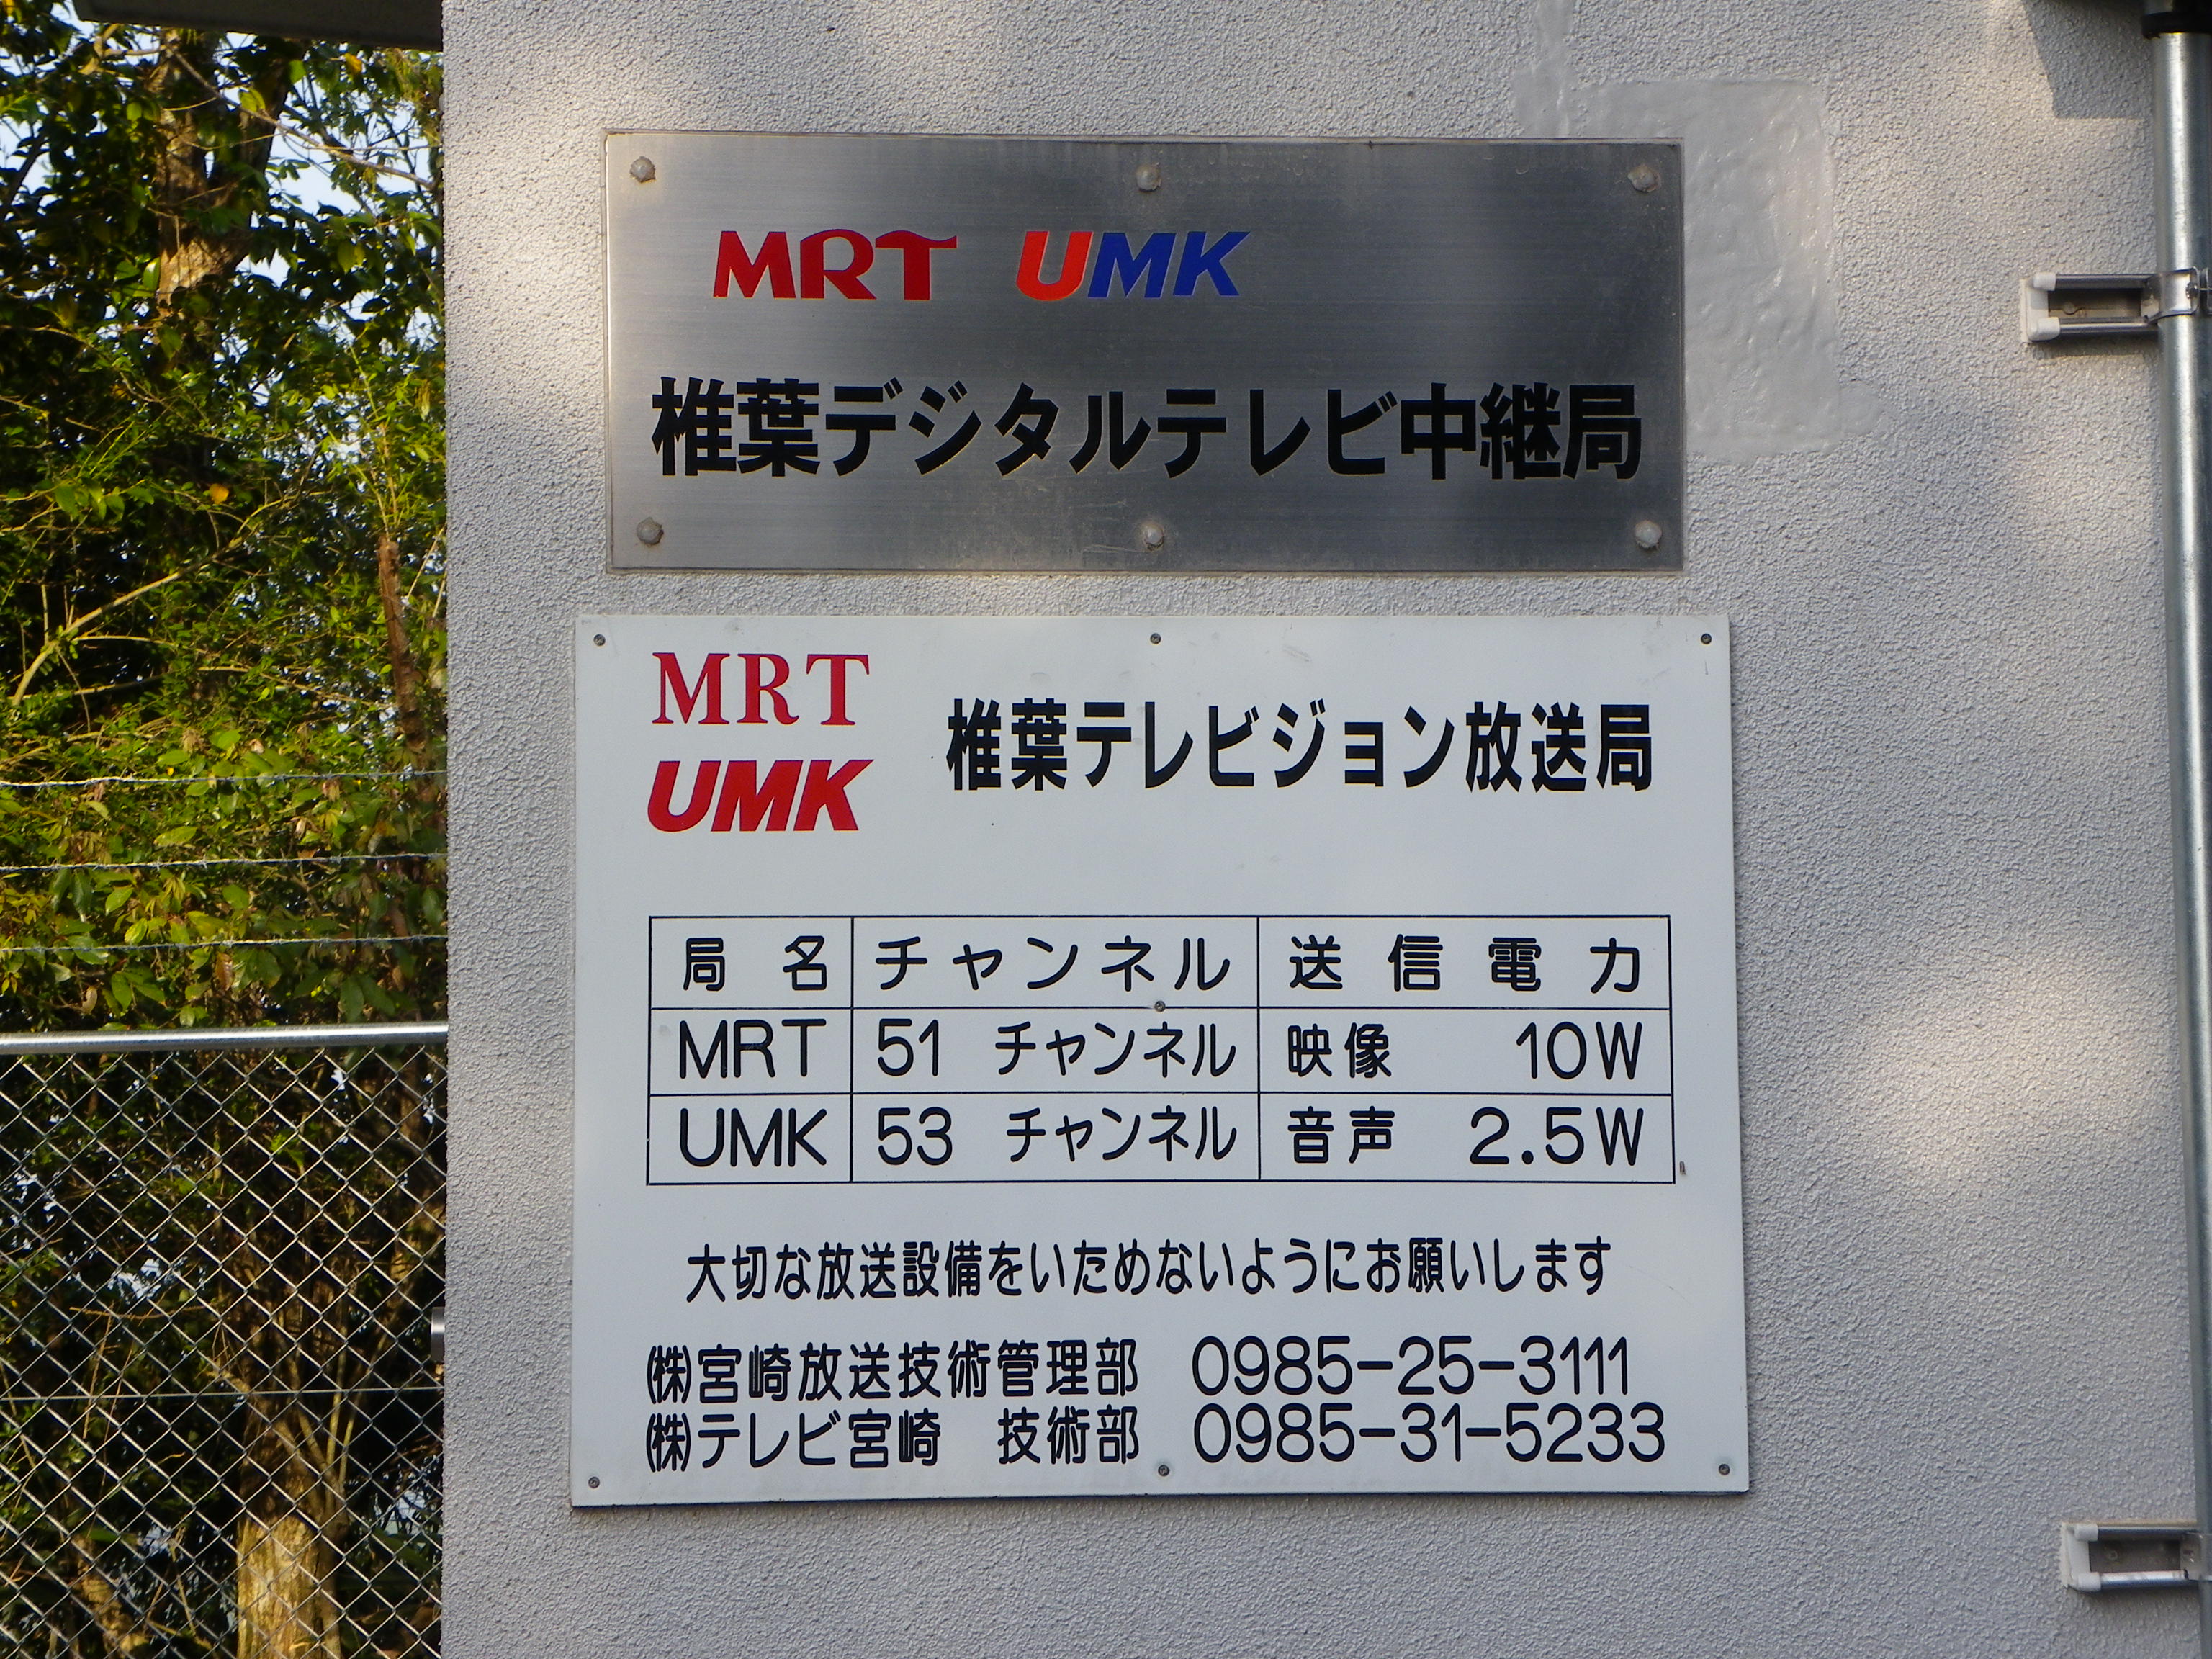 MRT UMK
椎葉デジタルテレビ中継局
MRT
UMK
椎葉テレビジョン放送局
局名 チャンネル 送信電力
MRT 51 チャンネル 映像 10W
UMK 53 チャンネル 音声 2.5W
大切な放送設備をいためないようにお願いします
㈱宮崎放送技術管理部 0985-25-3111
㈱テレビ宮崎 技術部 0985-31-5233